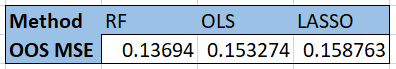 Method RF OLS LASSO
OOS MSE 0.13694 0.153274 0.158763